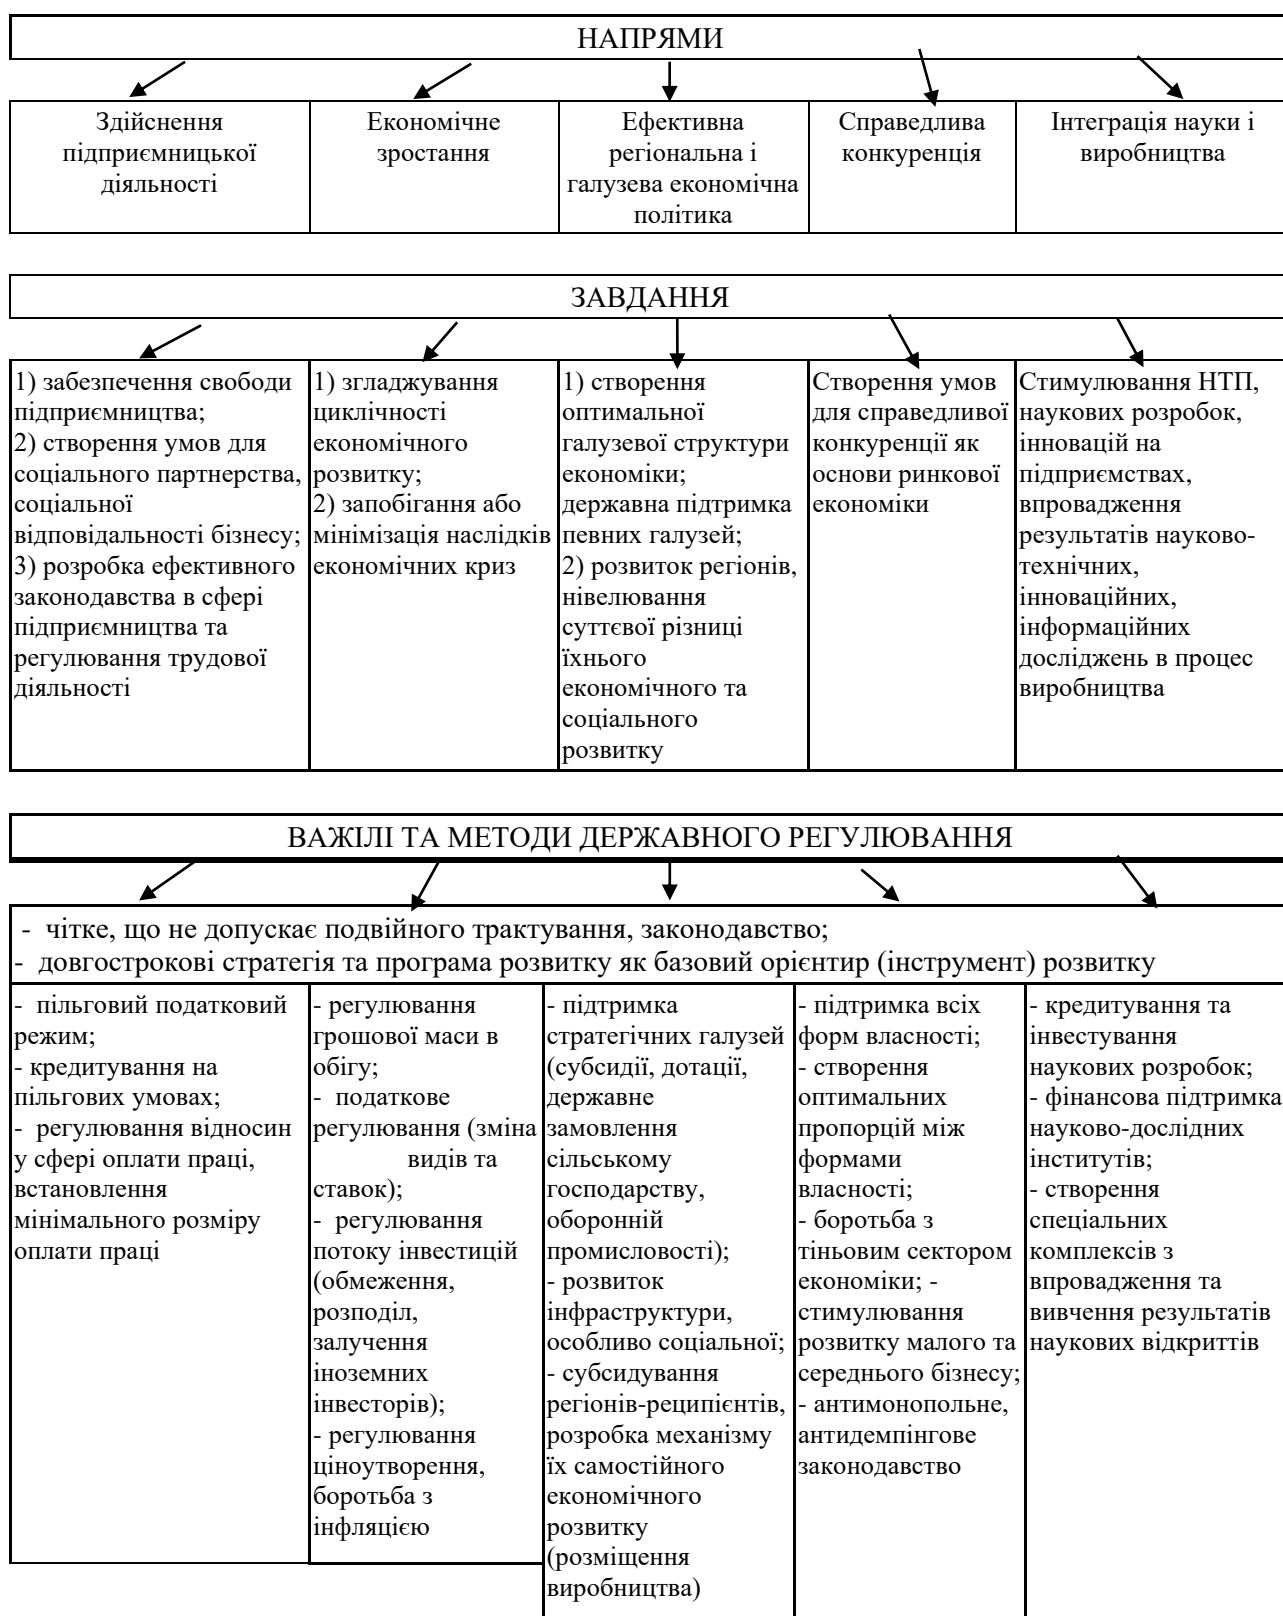 НАПРЯМИ
Здійснення
підприємницької
діяльності
Економічне
зростання
Ефективна
регіональна і
галузева економічна
політика
Справедлива
конкуренція
Інтеграція науки і
виробництва
ЗАВДАННЯ
1) забезпечення свободи
підприємництва;
2) створення умов для
соціального партнерства,
соціальної
відповідальності бізнесу;
3) розробка ефективного
законодавства в сфері
підприємництва та
регулювання трудової
діяльності
1) згладжування
циклічності
економічного
розвитку;
2) запобігання або
мінімізація наслідків
економічних криз
1) створення
оптимальної
галузевої структури
економіки;
державна підтримка
певних галузей;
2) розвиток регіонів,
нівелювання
суттєвої різниці
їхнього
економічного та
соціального
розвитку
Створення умов
для справедливої
конкуренції як
основи ринкової
економіки
Стимулювання НТП,
наукових розробок,
інновацій на
підприємствах,
впровадження
результатів науково-
технічних,
інноваційних,
інформаційних
досліджень в процес
виробництва
ВАЖІЛІ ТА МЕТОДИ ДЕРЖАВНОГО РЕГУЛЮВАННЯ
- чітке, що не допускає подвійного трактування, законодавство;
- довгострокові стратегія та програма розвитку як базовий орієнтир (інструмент) розвитку
- пільговий податковий
режим;
- кредитування на
пільгових умовах;
- регулювання відносин
у сфері оплати праці,
встановлення
мінімального розміру
оплати праці
- регулювання
грошової маси в
обігу;
- податкове
регулювання (зміна
видів та
ставок);
- регулювання
потоку інвестицій
(обмеження,
розподіл,
залучення
іноземних
інвесторів);
- регулювання
ціноутворення,
боротьба з
інфляцією
- підтримка
стратегічних галузей
(субсидії, дотації,
державне
замовлення
сільському
господарству,
оборонній
промисловості);
- розвиток
інфраструктури,
особливо соціальної;
- субсидування
регіонів-реципієнтів,
розробка механізму
їх самостійного
економічного
розвитку
(розміщення
виробництва)
- підтримка всіх
форм власності;
- створення
оптимальних
пропорцій між
формами
власності;
- боротьба з
тіньовим сектором
економіки; -
стимулювання
розвитку малого та
середнього бізнесу;
- антимонопольне,
антидемпінгове
законодавство
- кредитування та
інвестування
наукових розробок;
- фінансова підтримка
науково-дослідних
інститутів;
- створення
спеціальних
комплексів з
впровадження та
вивчення результатів
наукових відкриттів